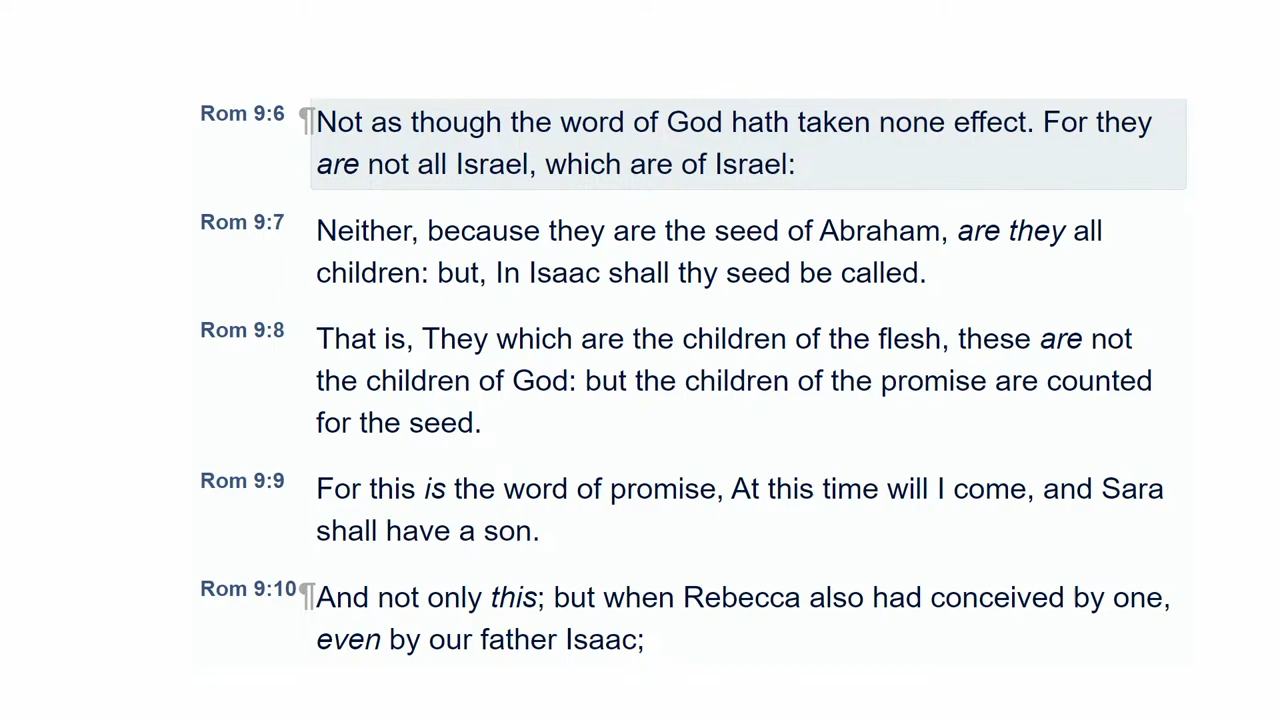 Rom 9:6 ¶Not as though the word of God hath taken none effect. For they
are not all Israel, which are of Israel:
Rom 9:7 Neither, because they are the seed of Abraham, are they all
children: but, In Isaac shall thy seed be called.
Rom 9:8 That is, They which are the children of the flesh, these are not
the children of God: but the children of the promise are counted
for the seed.
Rom 9:9 For this is the word of promise, At this time will I come, and Sara
shall have a son.
Rom 9:10 ¶And not only this; but when Rebecca also had conceived by one,
even by our father Isaac;